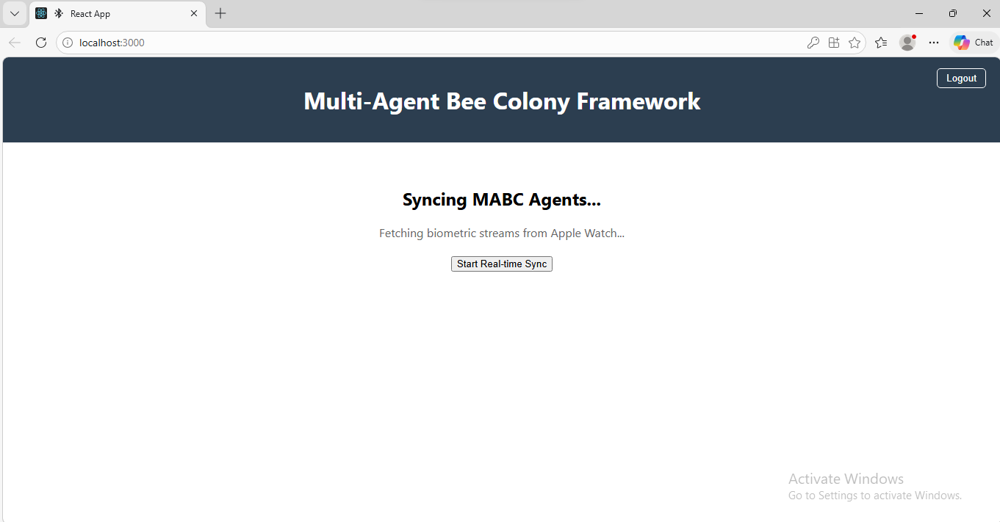 React App
localhost:3000
Chat
Logout
Multi-Agent Bee Colony Framework
Syncing MABC Agents...
Fetching biometric streams from Apple Watch...
Start Real-time Sync
Activate Windows
Go to Settings to activate Windows.